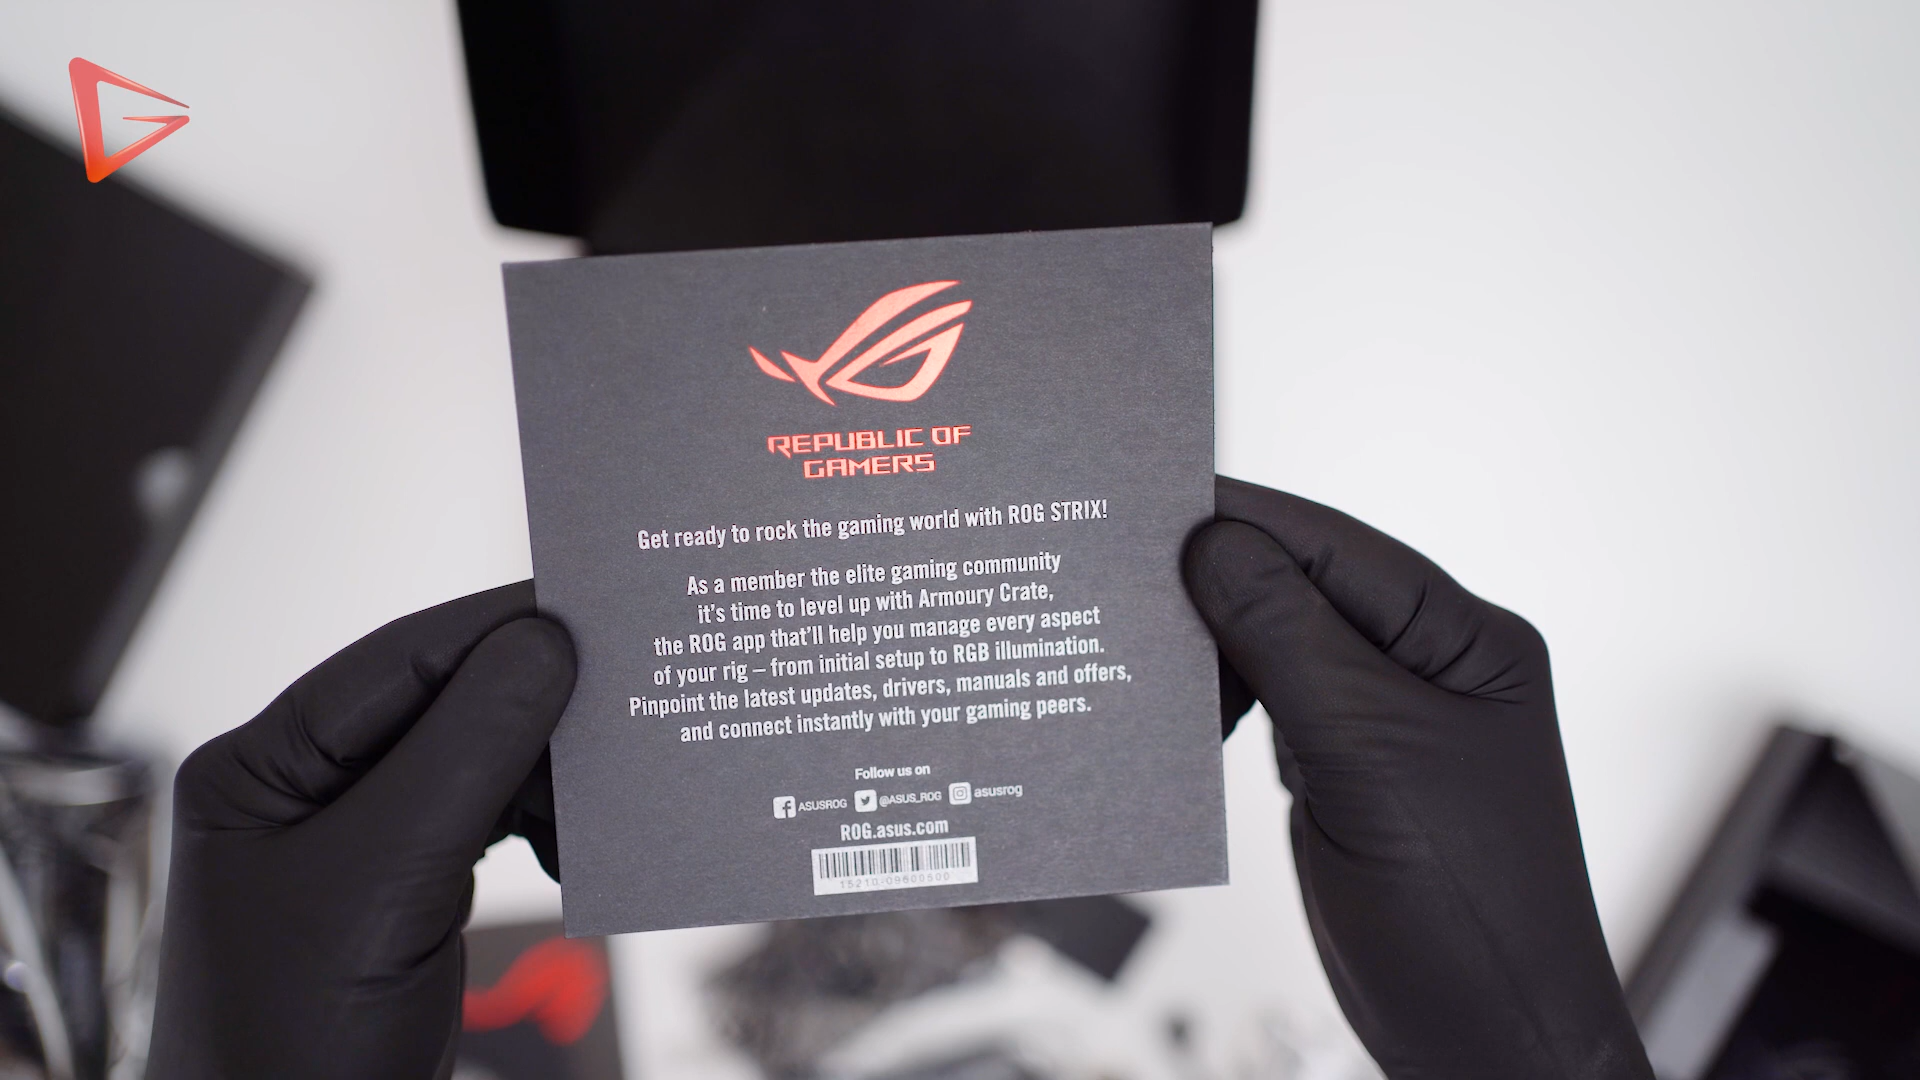 REPUBLIC OF
GAMERS
Get ready to rock the gaming world with ROG STRIX!
As a member the elite gaming community
it's time to level up with Armoury Crate,
the ROG app that'll help you manage every aspect
of your rig – from initial setup to RGB illumination.
Pinpoint the latest updates, drivers, manuals and offers,
and connect instantly with your gaming peers.
Follow us on
ASUSROG @ASUS_ROG asusrog
ROG.asus.com
15210-09800500